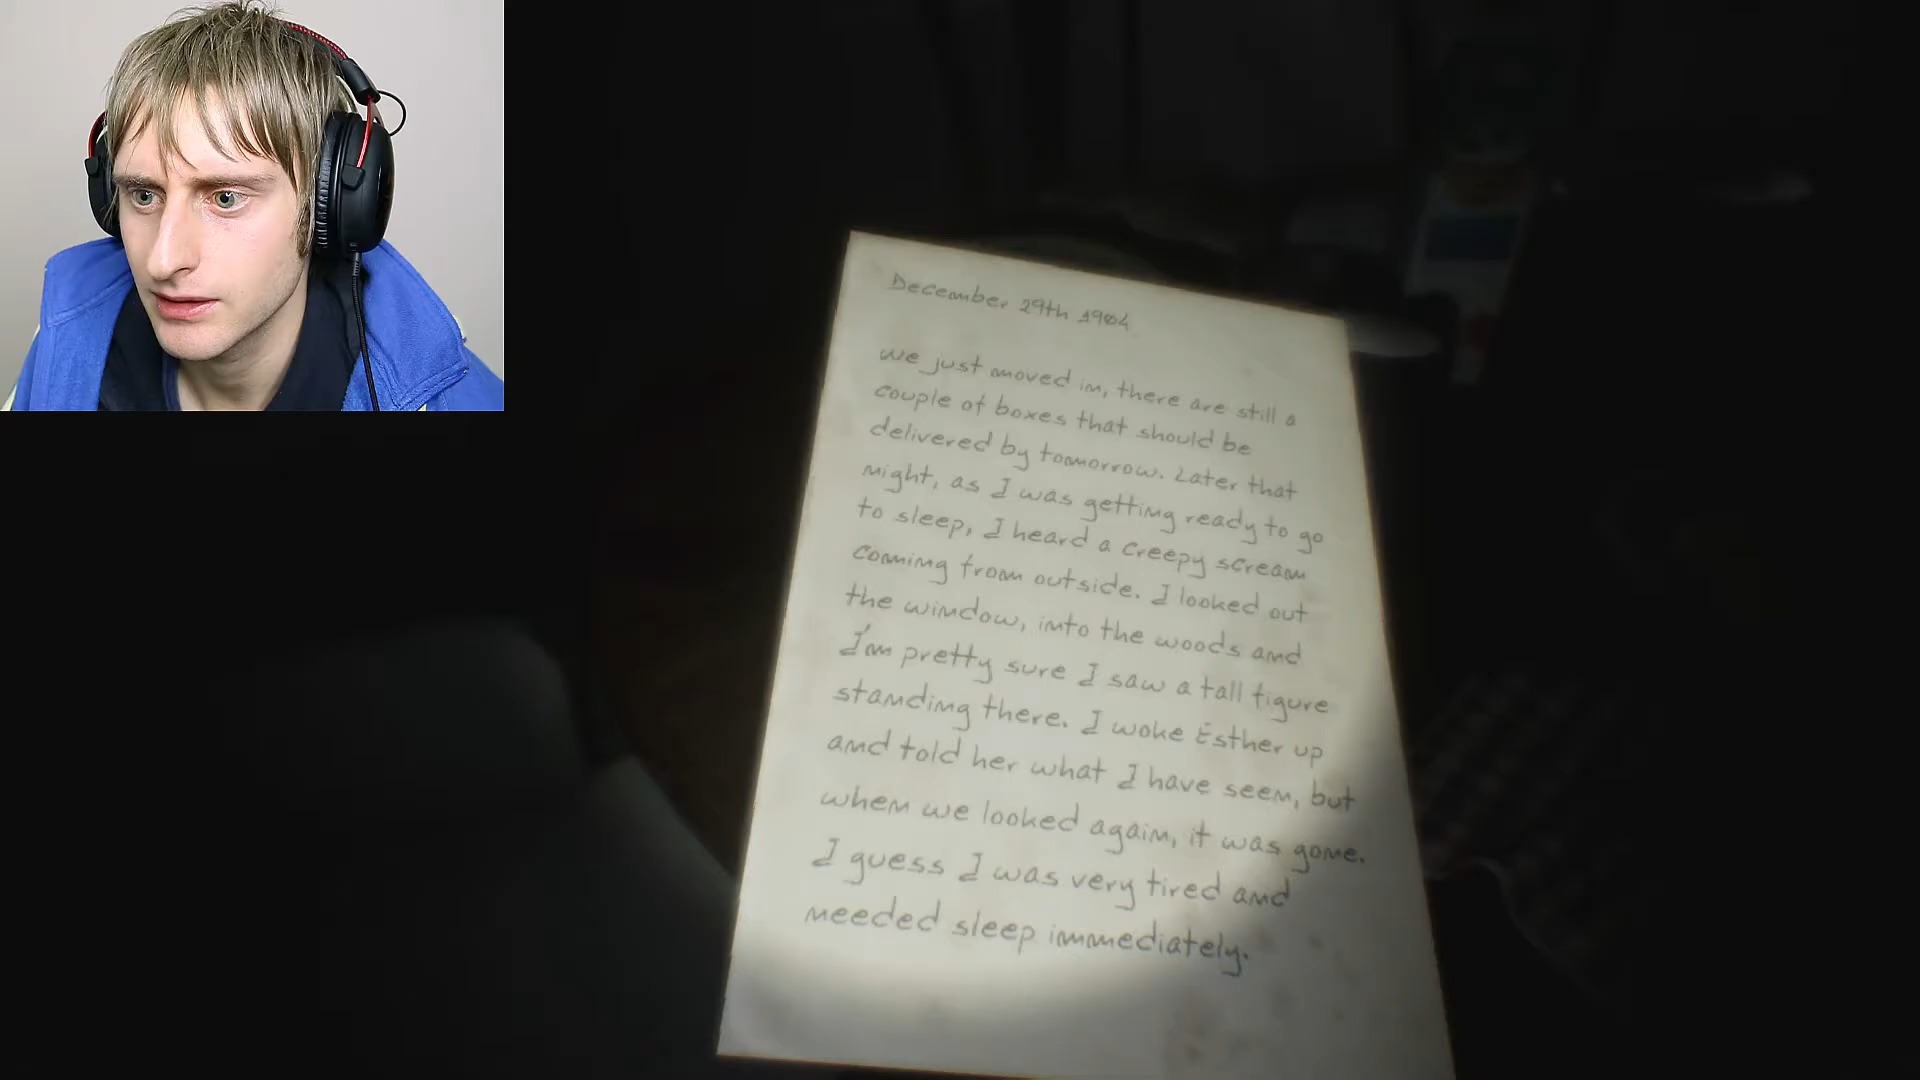 December 29th 1904
We just moved in, there are still a
couple of boxes that should be
delivered by tomorrow. Later that
night, as I was getting ready to go
to sleep, I heard a creepy scream
coming from outside. I looked out
the window, into the woods and
I'm pretty sure I saw a tall figure
standing there. I woke Esther up
and told her what I have seen, but
when we looked again, it was gone.
I guess I was very tired and
needed sleep immediately.